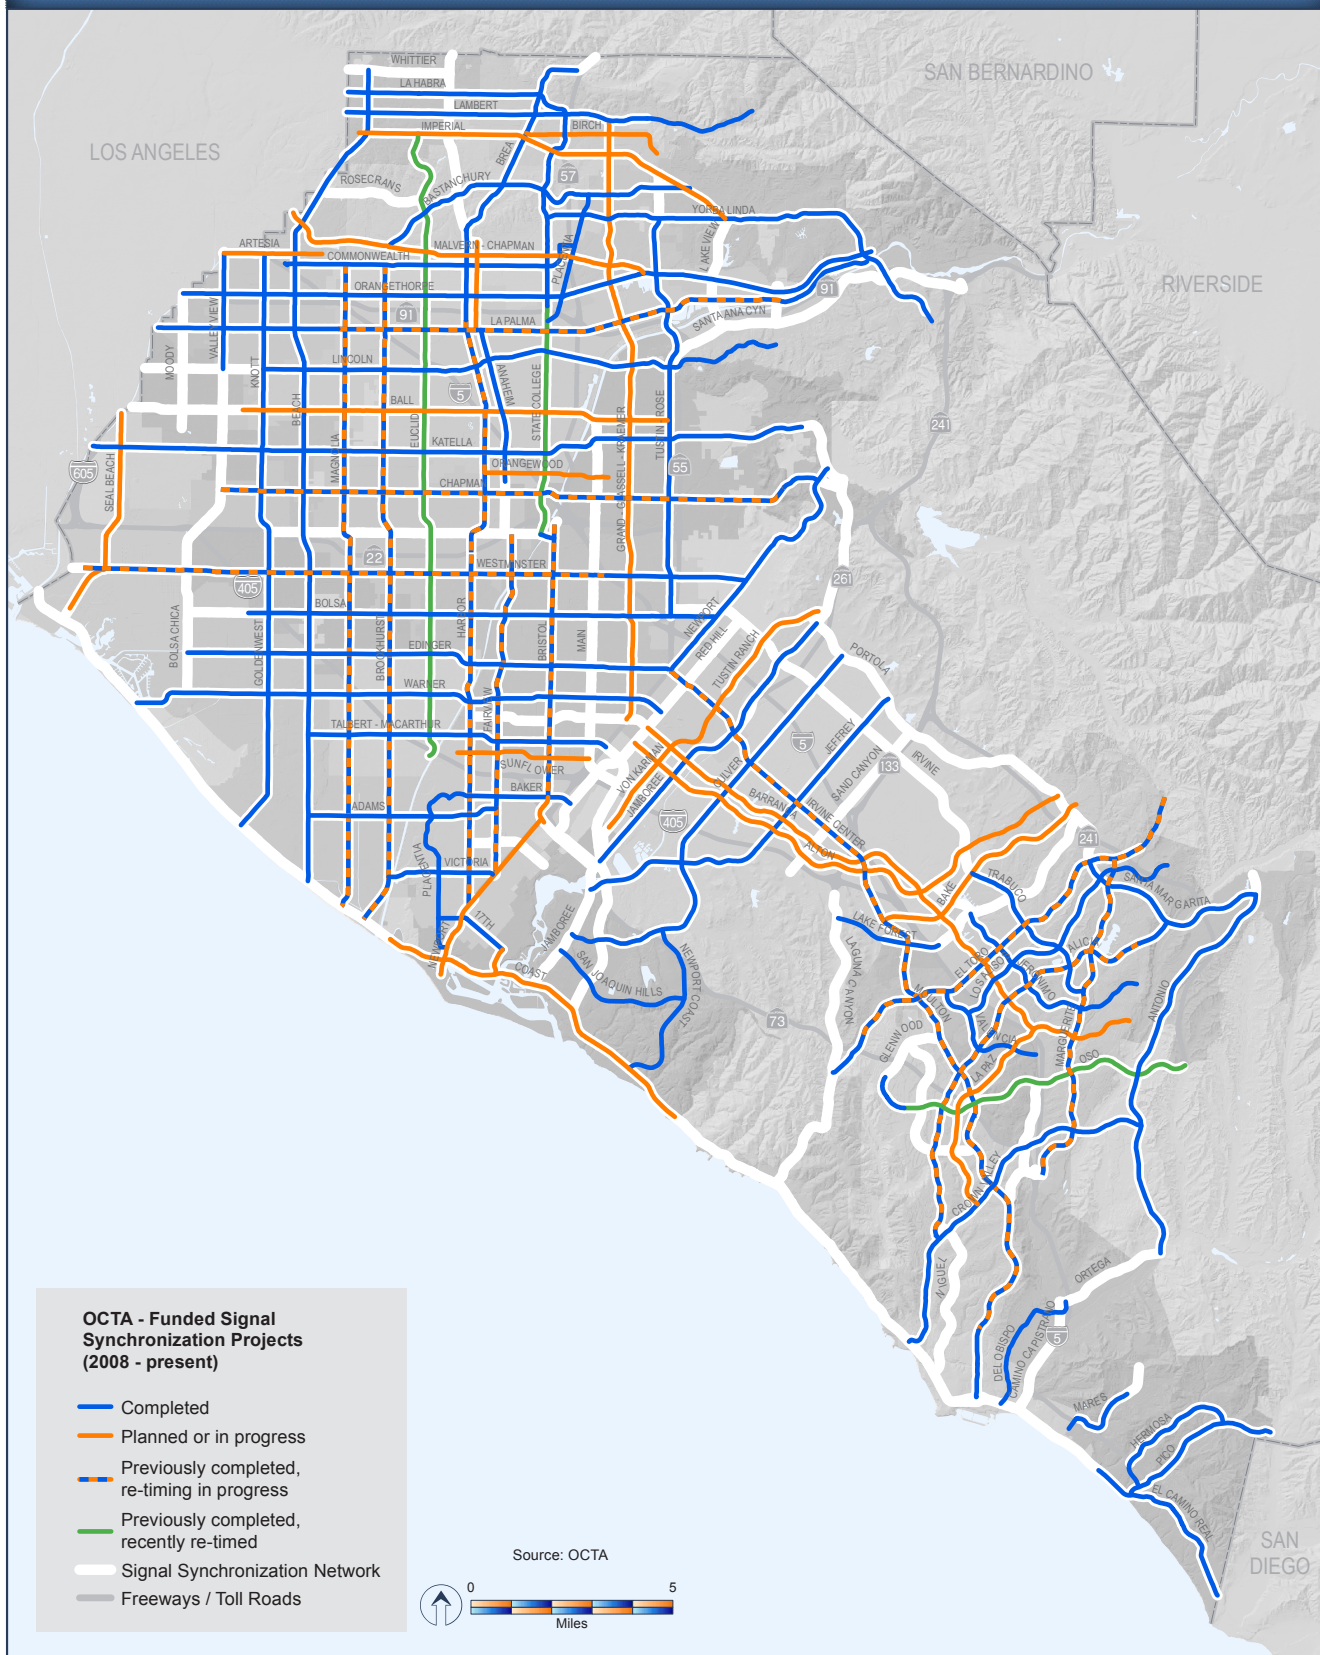 WHITTIER
SAN BERNARDINO
LA HABRA
LAMBERT
IMPERIAL
BIRCH
LOS ANGELES
BREA
57
ROSECRANS
BASTANCHURY
YORBA LINDA
LAKEVIEW
ARTESIA
MALVERN - CHAPMAN
COMMONWEALTH
PLACENTIA
ORANGETHORPE
91
RIVERSIDE
VALLEY VIEW
91
LA PALMA
SANTA ANA CYN
MOODY
KNOTT
LINCOLN
ANAHEIM
STATE COLLEGE
5
BEACH
BALL
EUCLID
GRAND - GLASSELL - KRAEMER
TUSTIN - ROSE
241
MAGNOLIA
KATELLA
ORANGEWOOD
55
605
SEAL BEACH
CHAPMAN
22
WESTMINSTER
405
261
BOLSA
BOLSA CHICA
GOLDENWEST
BROOKHURST
HARBOR
EDINGER
BRISTOL
MAIN
NEWPORT
RED HILL
TUSTIN RANCH
PORTOLA
WARNER
FAIRVIEW
TALBERT - MACARTHUR
SUNFLOWER
VON KARMAN
5
JEFFREY
IRVINE
SAND CANYON
133
BAKER
JAMBOREE
CULVER
ADAMS
BARRANCA
IRVINE CENTER
405
ALTON
241
PLACENTIA
VICTORIA
BAKE
TRABUCO
SANTA MARGARITA
NEWPORT
17TH
JAMBOREE
LAKE FOREST
COAST
SAN JOAQUIN HILLS
NEWPORT COAST
LAGUNA CANYON
EL TORO
LOS ALISOS
JERONIMO
ALICIA
MOULTON
ANTONIO
73
GLENWOOD
VALENCIA
LA PAZ
MARGUERITE
OSO
CROWN VALLEY
NIGUEL
ORTEGA
DEL OBISPO
CAMINO CAPISTRANO
5
MARES
HERMOSA
PICO
EL CAMINO REAL
SAN
DIEGO
OCTA - Funded Signal
Synchronization Projects
(2008 - present)
Completed
Planned or in progress
Previously completed,
re-timing in progress
Previously completed,
recently re-timed
Signal Synchronization Network
Freeways / Toll Roads
Source: OCTA
0 5
Miles